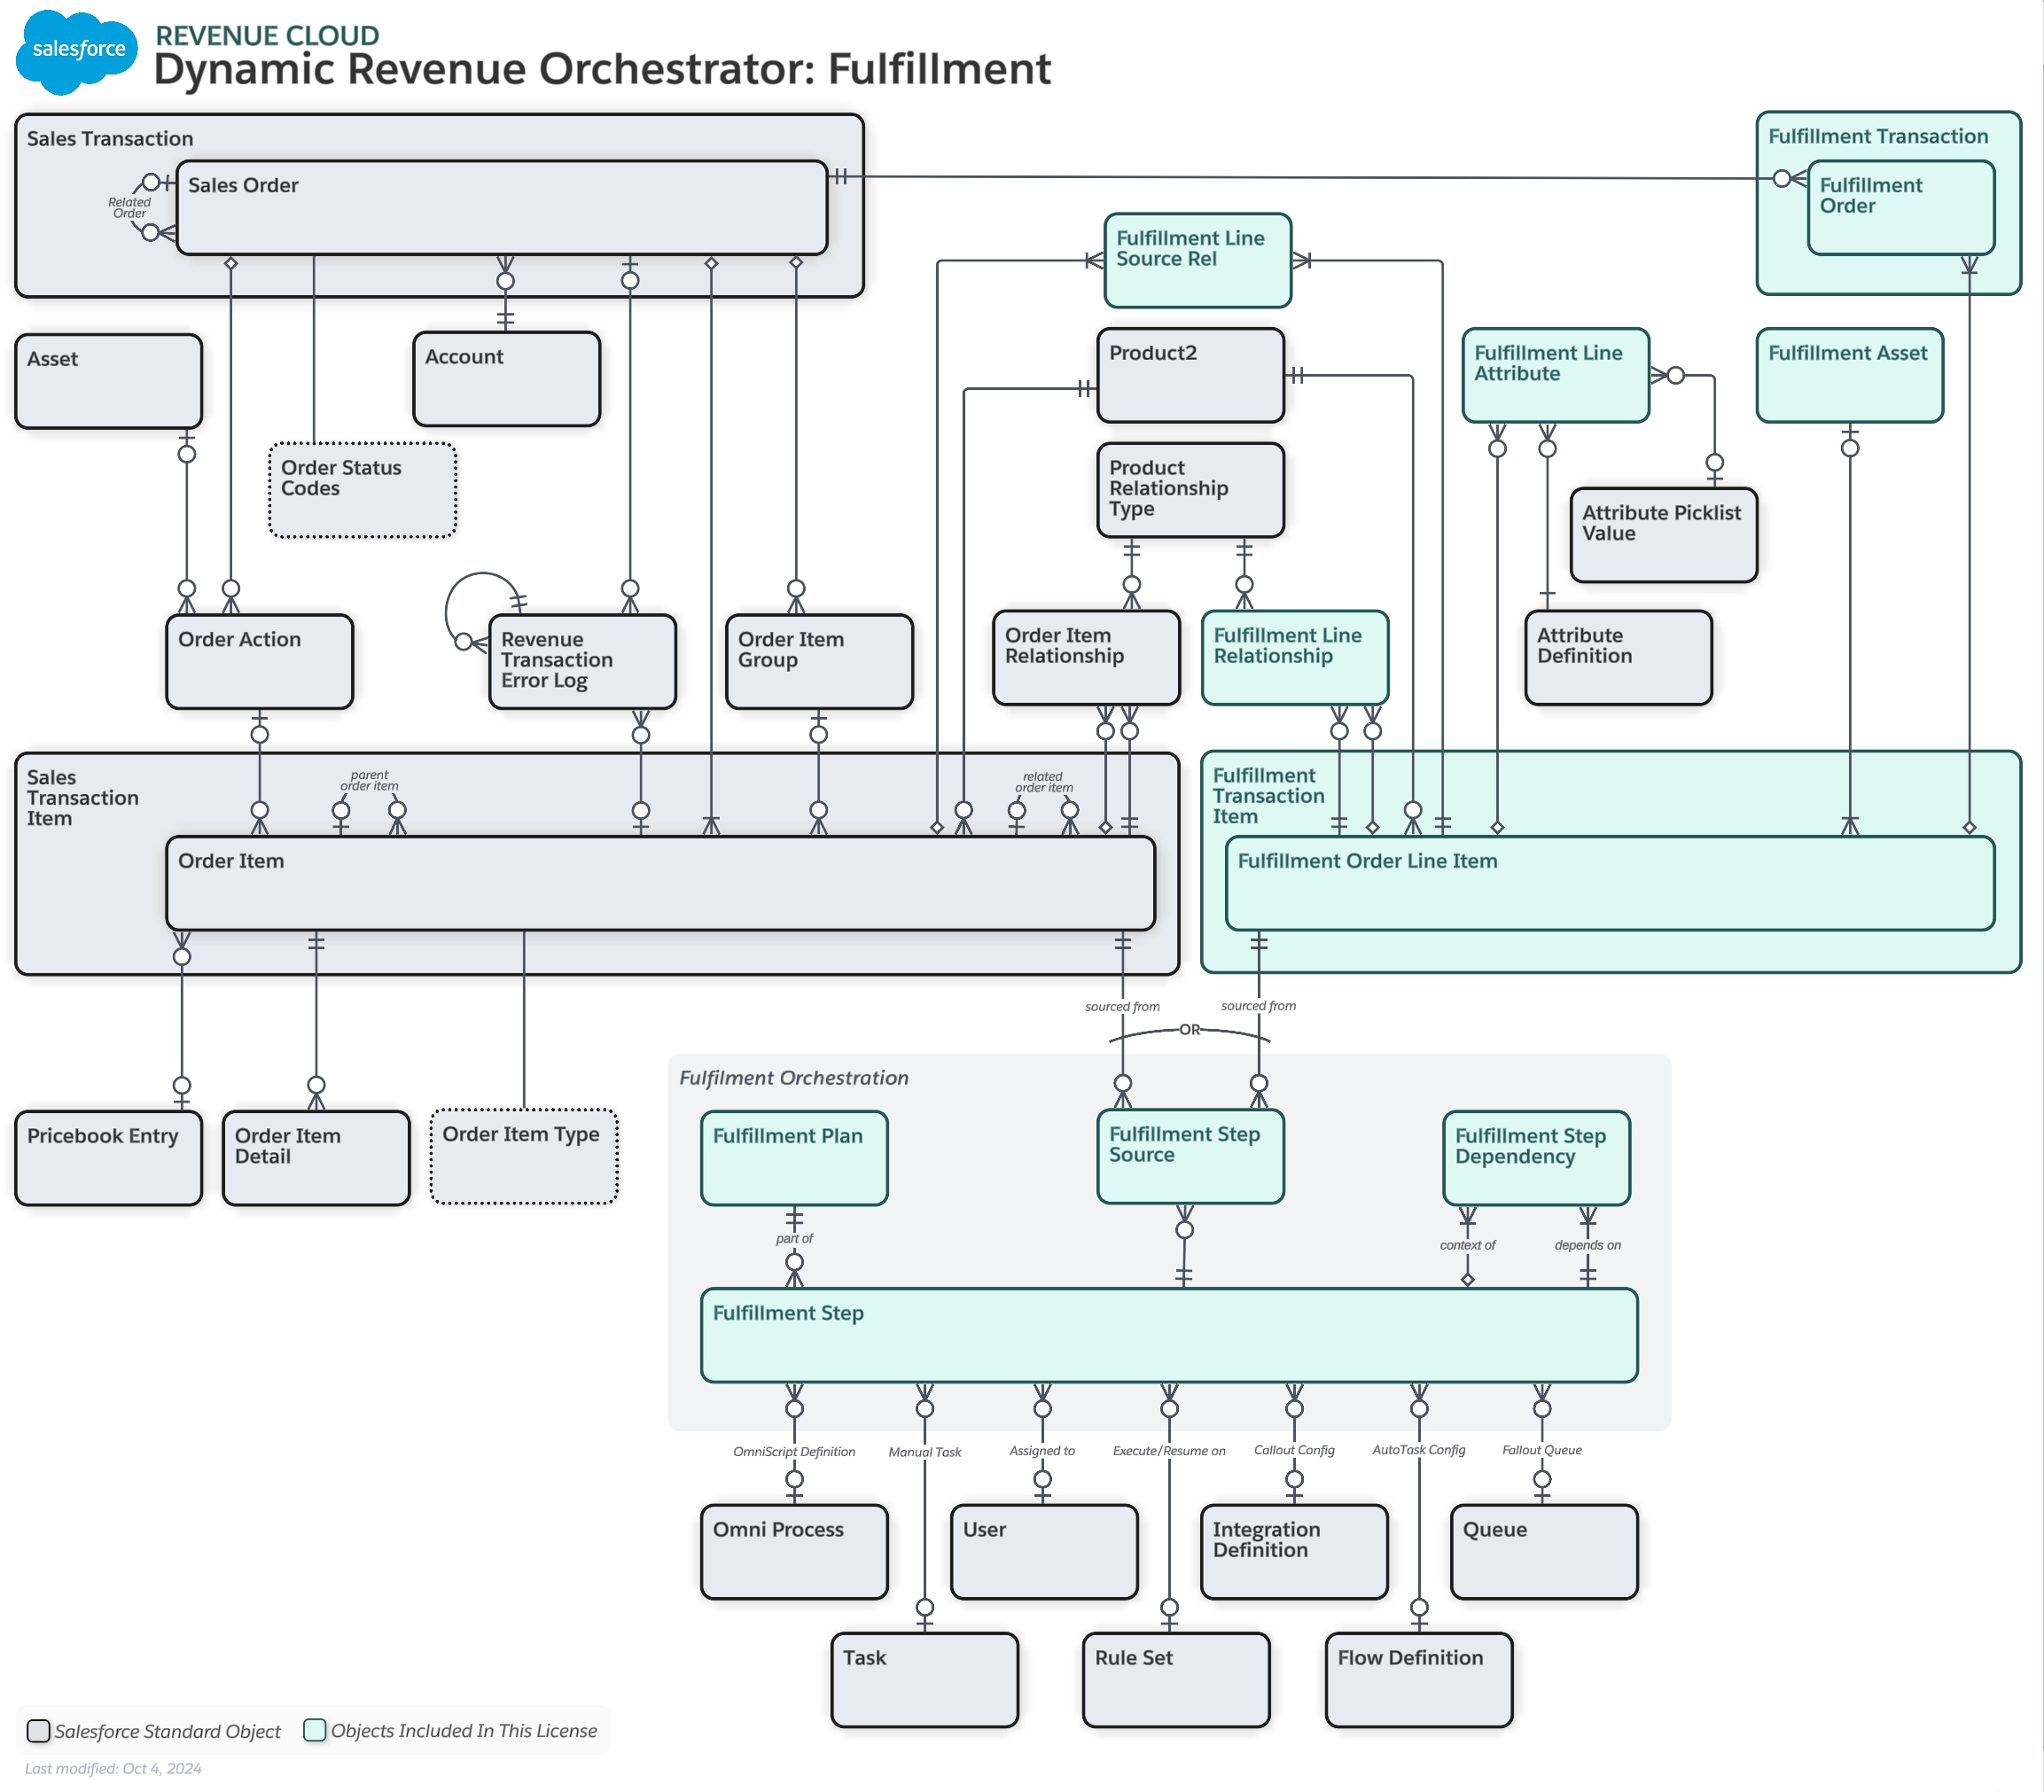 salesforce
REVENUE CLOUD
Dynamic Revenue Orchestrator: Fulfillment
Sales Transaction
Sales Order
Related
Order
Fulfillment Transaction
Fulfillment
Order
Fulfillment Line
Source Rel
Asset
Account
Product2
Fulfillment Line
Attribute
Fulfillment Asset
Order Status
Codes
Product
Relationship
Type
Attribute Picklist
Value
Order Action
Revenue
Transaction
Error Log
Order Item
Group
Order Item
Relationship
Fulfillment Line
Relationship
Attribute
Definition
Sales
Transaction
Item
parent
order item
related
order item
Order Item
Fulfillment
Transaction
Item
Fulfillment Order Line Item
sourced from
sourced from
OR
Fulfilment Orchestration
Pricebook Entry
Order Item
Detail
Order Item Type
Fulfillment Plan
Fulfillment Step
Source
Fulfillment Step
Dependency
part of
context of
depends on
Fulfillment Step
OmniScript Definition
Manual Task
Assigned to
Execute/Resume on
Callout Config
AutoTask Config
Fallout Queue
Omni Process
User
Integration
Definition
Queue
Task
Rule Set
Flow Definition
Salesforce Standard Object
Objects Included In This License
Last modified: Oct 4, 2024